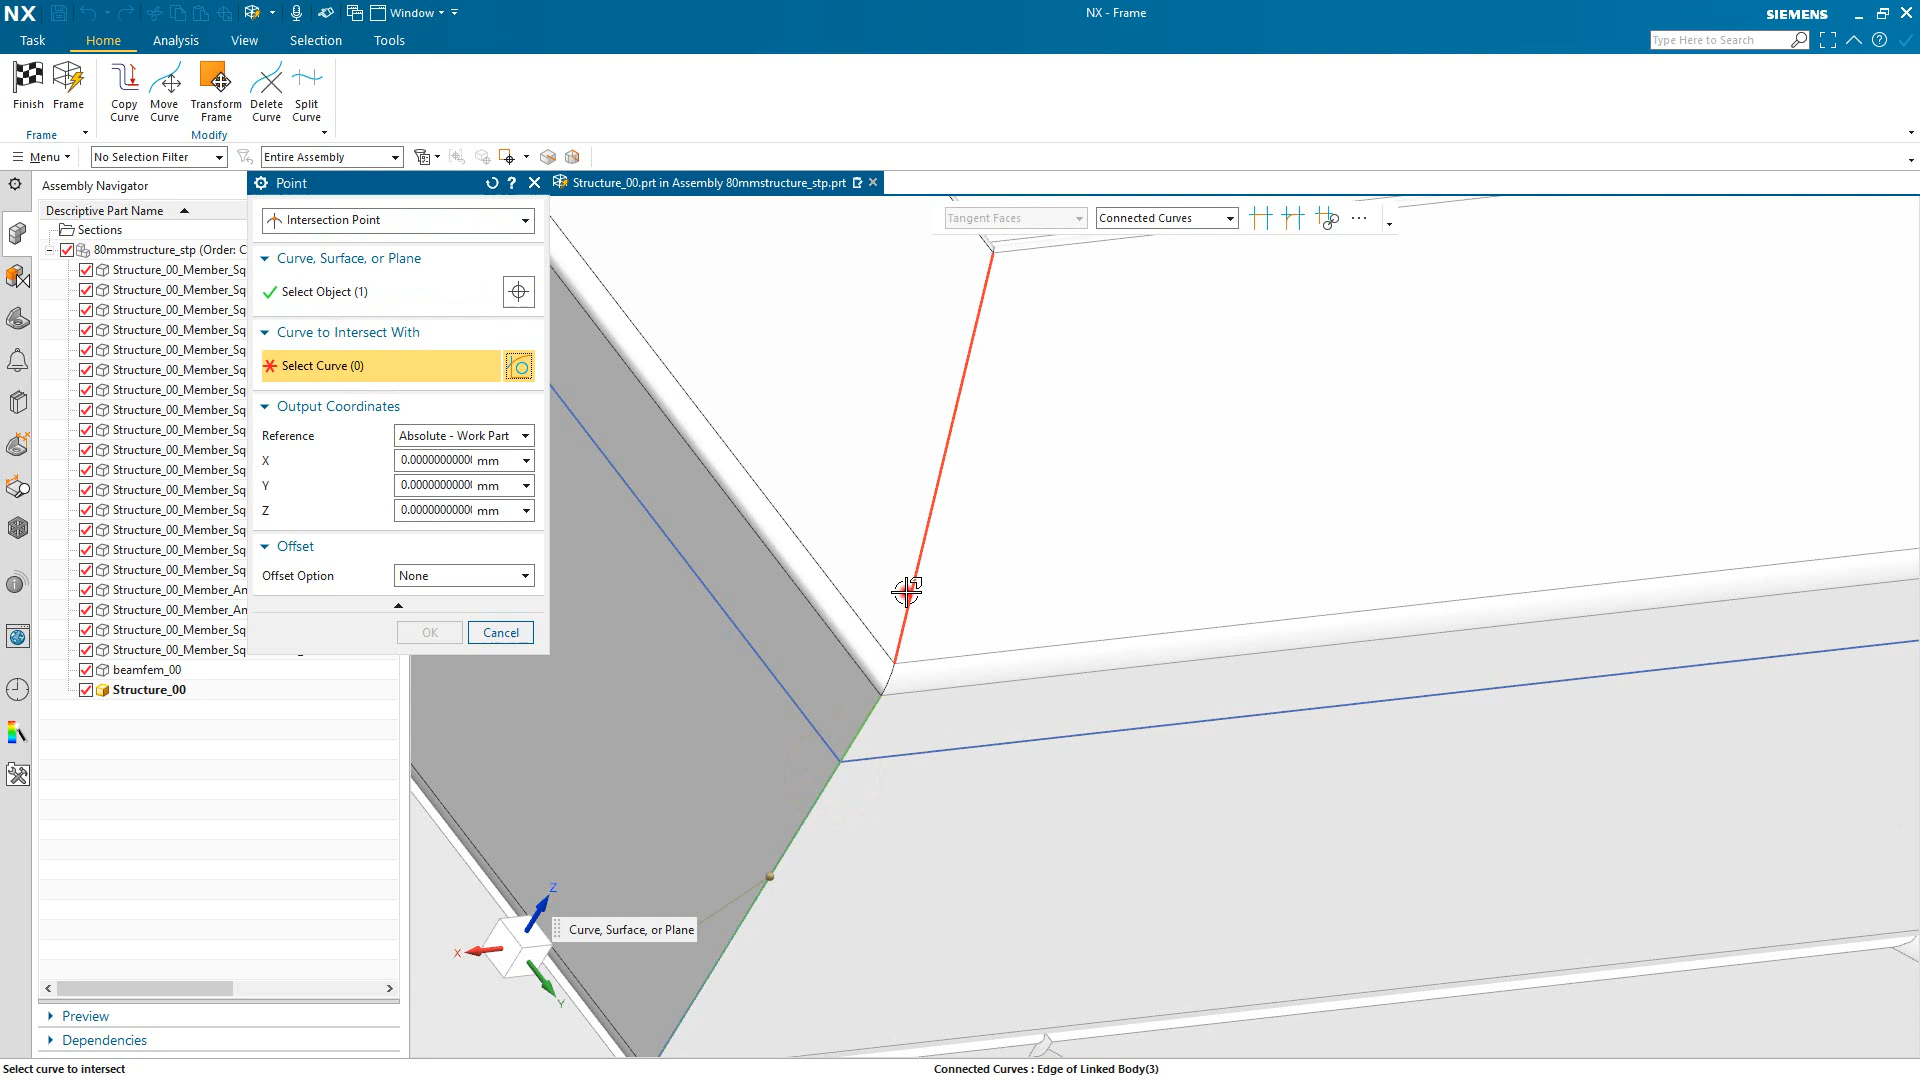 NX
Window
NX - Frame
SIEMENS
Task
Home
Analysis
View
Selection
Tools
Type Here to Search
Finish
Frame
Copy Curve
Move Curve
Transform Frame
Delete Curve
Split Curve
Frame
Modify
Menu
No Selection Filter
Entire Assembly
Assembly Navigator
Point
Structure_00.prt in Assembly 80mmstructure_stp.prt
Descriptive Part Name
Intersection Point
Tangent Faces
Connected Curves
Sections
80mmstructure_stp (Order: C
Curve, Surface, or Plane
Structure_00_Member_Sq
Structure_00_Member_Sq
Select Object (1)
Structure_00_Member_Sq
Structure_00_Member_Sq
Curve to Intersect With
Structure_00_Member_Sq
Structure_00_Member_Sq
Select Curve (0)
Structure_00_Member_Sq
Structure_00_Member_Sq
Output Coordinates
Structure_00_Member_Sq
Reference
Absolute - Work Part
Structure_00_Member_Sq
X
0.0000000000 mm
Structure_00_Member_Sq
Y
0.0000000000 mm
Structure_00_Member_Sq
Z
0.0000000000 mm
Structure_00_Member_Sq
Structure_00_Member_Sq
Offset
Structure_00_Member_Sq
Structure_00_Member_Sq
Offset Option
None
Structure_00_Member_An
Structure_00_Member_An
Structure_00_Member_Sq
OK
Cancel
Structure_00_Member_Sq
beamfem_00
Structure_00
Z
X
Y
Curve, Surface, or Plane
Preview
Dependencies
Select curve to intersect
Connected Curves : Edge of Linked Body(3)